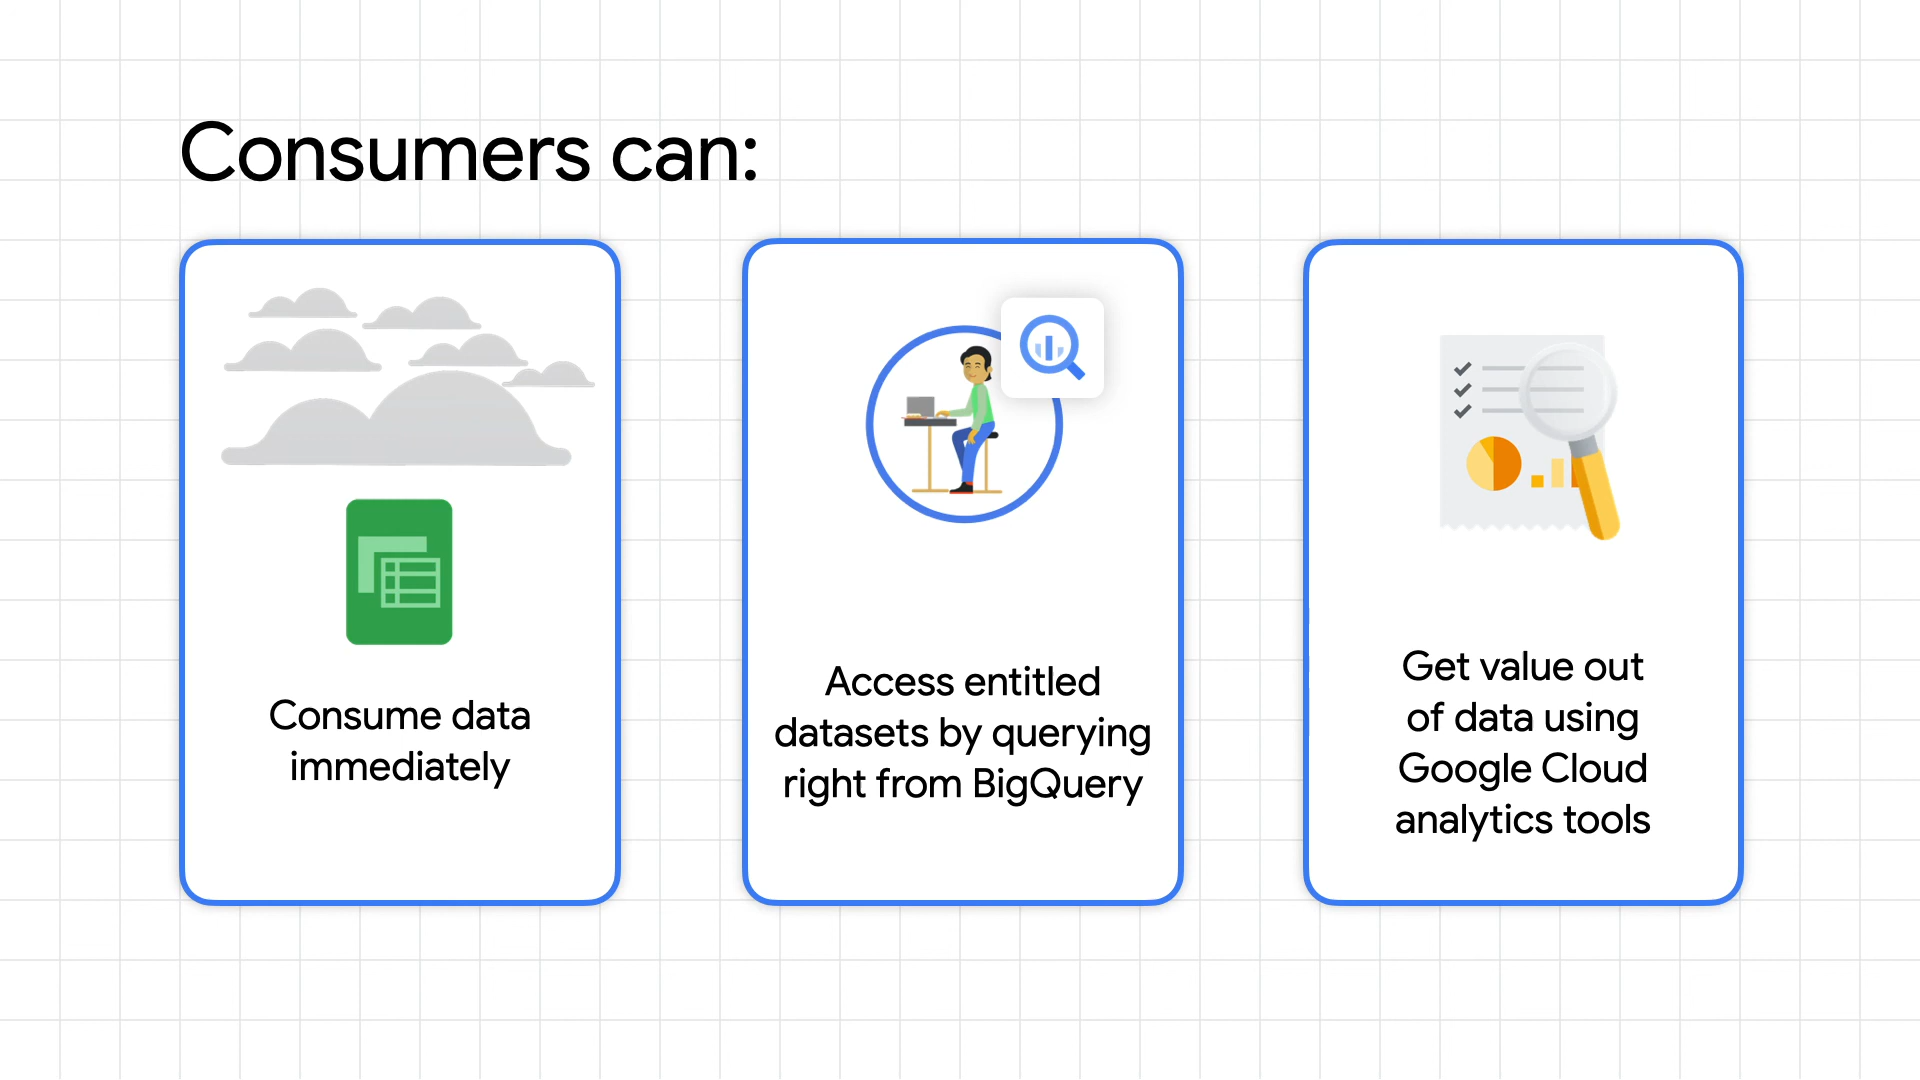 Consumers can:
Consume data
immediately
Access entitled
datasets by querying
right from BigQuery
Get value out
of data using
Google Cloud
analytics tools